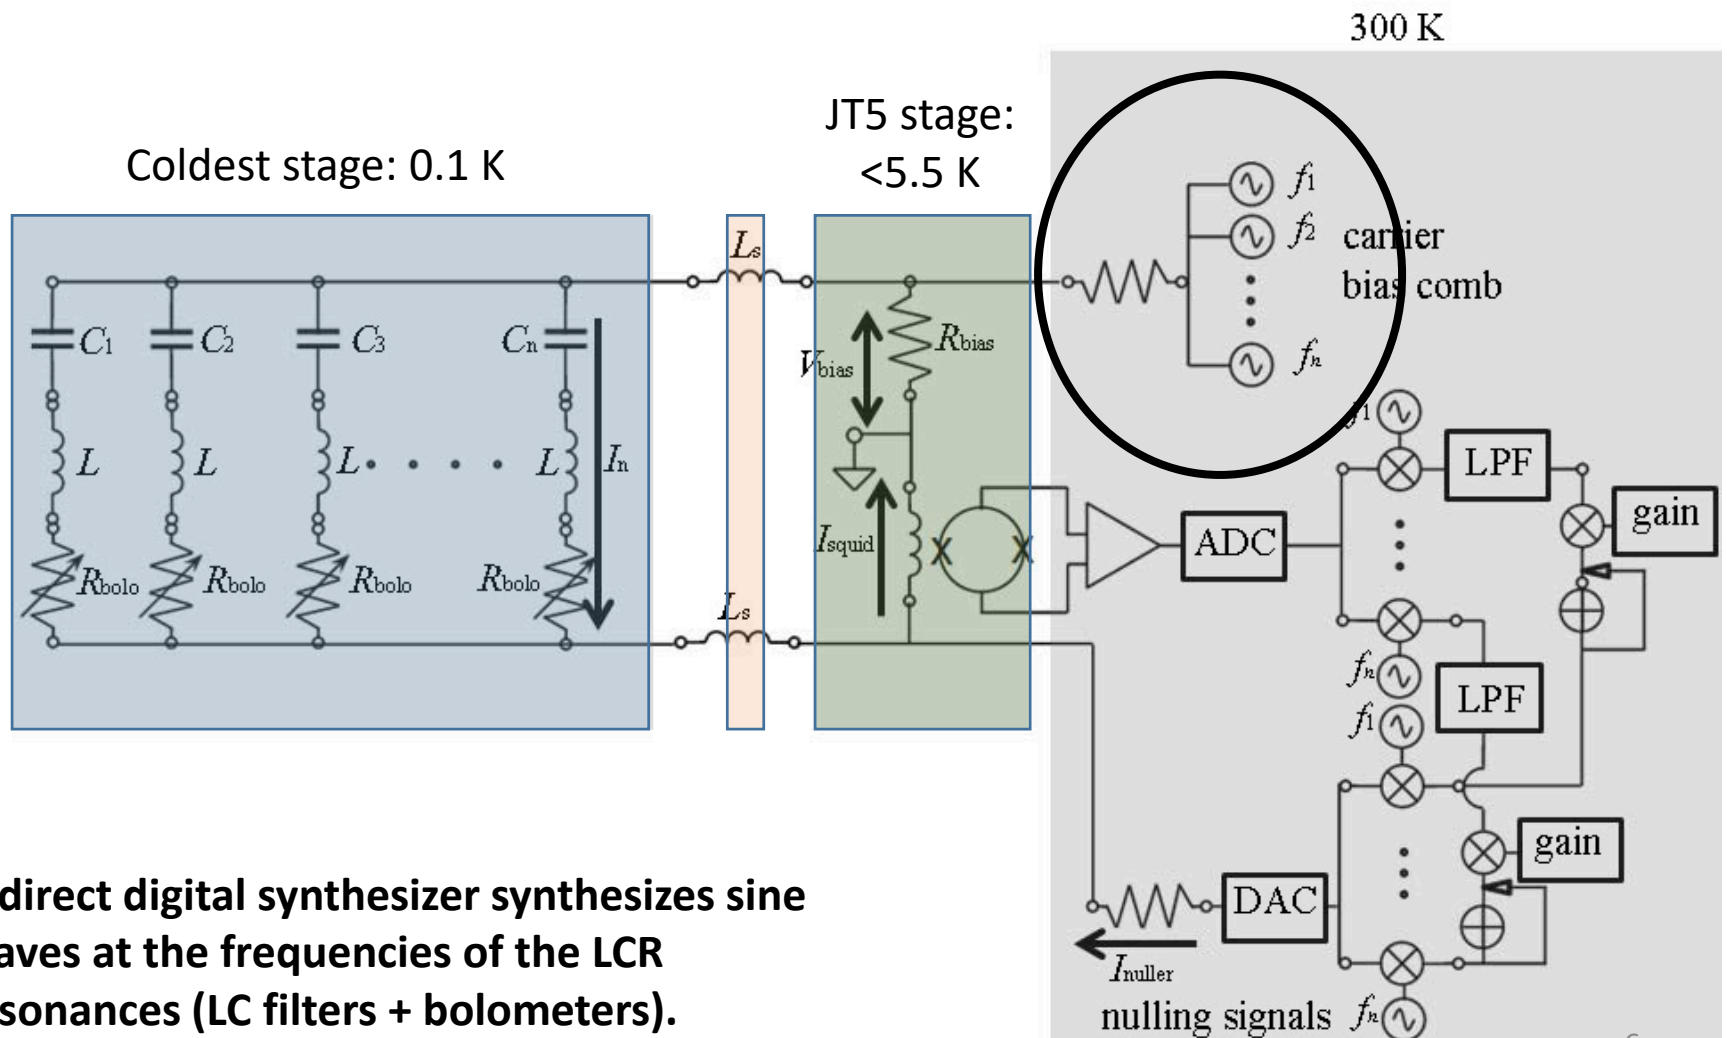 300 K
JT5 stage:
<5.5 K
Coldest stage: 0.1 K
f1
f2
carrier
bias comb
fn
Ls
C1
C2
C3
Cn
L
L
L
L
In
Rbolo
Rbolo
Rbolo
Rbolo
Ls
Vbias
Rbias
Isquid
X
X
ADC
f1
LPF
gain
fn
LPF
f1
gain
DAC
Inuller
nulling signals
fn
direct digital synthesizer synthesizes sine
aves at the frequencies of the LCR
sonances (LC filters + bolometers).